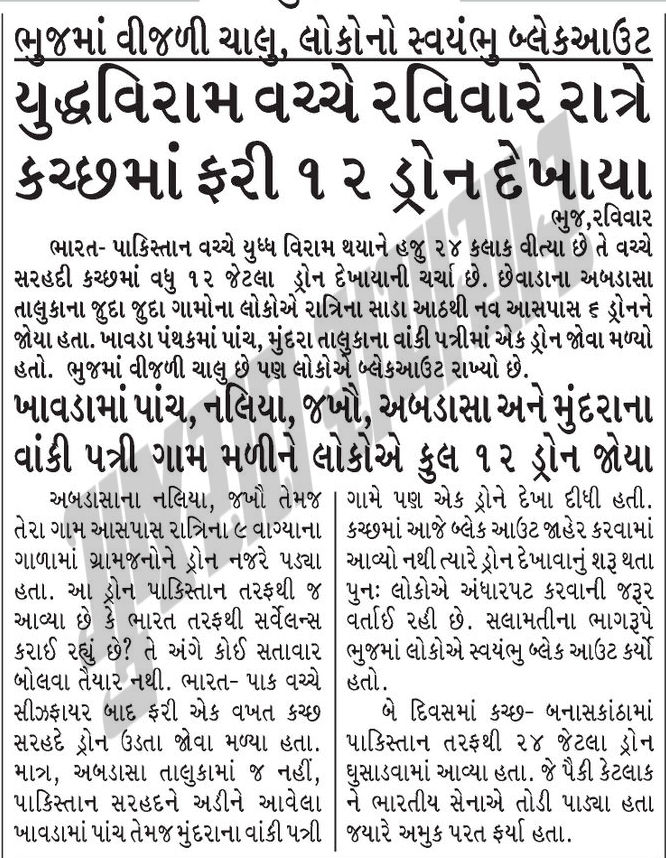 ભુજમાં વીજળી ચાલુ, લોકોનો સ્વયંભુ બ્લેકઆઉટ
યુદ્ધવિરામ વચ્ચે રવિવારે રાત્રે
કચ્છમાં ફરી ૧૨ ડ્રોન દેખાયા
ભુજ,રવિવાર
ભારત- પાકિસ્તાન વચ્ચે યુધ્ધ વિરામ થયાને હજુ ૨૪ કલાક વીત્યા છે તે વચ્ચે
સરહદી કચ્છમાં વધુ ૧૨ જેટલા ડ્રોન દેખાયાની ચર્ચા છે. છેવાડાના અબડાસા
તાલુકાના જુદા જુદા ગામોના લોકોએ રાત્રિના સાડા આઠથી નવ આસપાસ ૬ ડ્રોનને
જોયા હતા. ખાવડા પંથકમાં પાંચ, મુંદરા તાલુકાના વાંકી પત્રીમાં એક ડ્રોન જોવા મળ્યો
હતો. ભુજમાં વીજળી ચાલુ છે પણ લોકોએ બ્લેકઆઉટ રાખ્યો છે.
ખાવડામાં પાંચ, નલિયા, જખૌ, અબડાસા અને મુંદરાના
વાંકી પત્રી ગામ મળીને લોકોએ કુલ ૧૨ ડ્રોન જોયા
અબડાસાના નલિયા, જખૌ તેમજ
તેરા ગામ આસપાસ રાત્રિના ૯ વાગ્યાના
ગાળામાં ગ્રામજનોને ડ્રોન નજરે પડ્યા
હતા. આ ડ્રોન પાકિસ્તાન તરફથી જ
આવ્યા છે કે ભારત તરફથી સર્વેલન્સ
કરાઈ રહ્યું છે? તે અંગે કોઈ સતાવાર
બોલવા તૈયાર નથી. ભારત- પાક વચ્ચે
સીઝફાયર બાદ ફરી એક વખત કચ્છ
સરહદે ડ્રોન ઉડતા જોવા મળ્યા હતા.
માત્ર, અબડાસા તાલુકામાં જ નહીં,
પાકિસ્તાન સરહદને અડીને આવેલા
ખાવડામાં પાંચ તેમજ મુંદરાના વાંકી પત્રી
ગામે પણ એક ડ્રોને દેખા દીધી હતી.
કચ્છમાં આજે બ્લેક આઉટ જાહેર કરવામાં
આવ્યો નથી ત્યારે ડ્રોન દેખાવાનું શરૂ થતા
પુનઃ લોકોએ અંધારપટ કરવાની જરૂર
વર્તાઈ રહી છે. સલામતીના ભાગરૂપે
ભુજમાં લોકોએ સ્વયંભુ બ્લેક આઉટ કર્યો
હતો.
બે દિવસમાં કચ્છ- બનાસકાંઠામાં
પાકિસ્તાન તરફથી ૨૪ જેટલા ડ્રોન
ઘુસાડવામાં આવ્યા હતા. જે પૈકી કેટલાક
ને ભારતીય સેનાએ તોડી પાડ્યા હતા
જયારે અમુક પરત ફર્યા હતા.
ગુજરાત સમાચાર